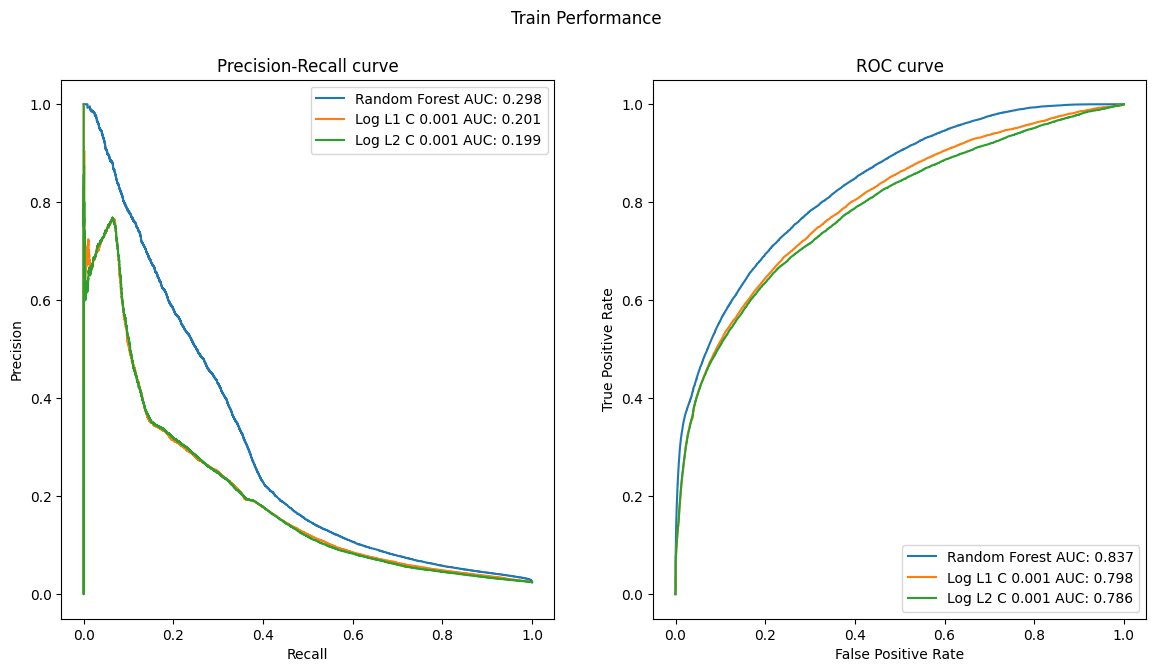 Train Performance
Precision-Recall curve
Random Forest AUC: 0.298
Log L1 C 0.001 AUC: 0.201
Log L2 C 0.001 AUC: 0.199
1.0
0.8
0.6
0.4
0.2
0.0
Precision
0.0 0.2 0.4 0.6 0.8 1.0
Recall
ROC curve
1.0
0.8
0.6
0.4
0.2
0.0
True Positive Rate
Random Forest AUC: 0.837
Log L1 C 0.001 AUC: 0.798
Log L2 C 0.001 AUC: 0.786
0.0 0.2 0.4 0.6 0.8 1.0
False Positive Rate